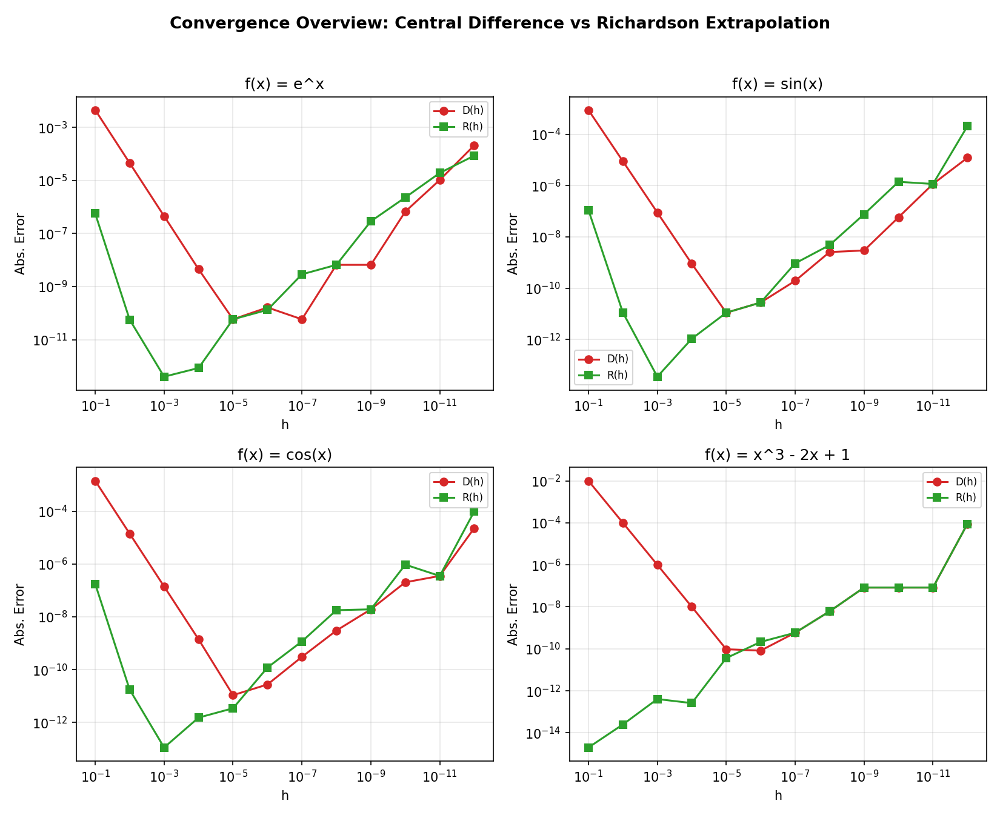 Convergence Overview: Central Difference vs Richardson Extrapolation
f(x) = e^x
Abs. Error
10⁻³
10⁻⁵
10⁻⁷
10⁻⁹
10⁻¹¹
D(h)
R(h)
10⁻¹ 10⁻³ 10⁻⁵ 10⁻⁷ 10⁻⁹ 10⁻¹¹
h
f(x) = sin(x)
Abs. Error
10⁻⁴
10⁻⁶
10⁻⁸
10⁻¹⁰
10⁻¹²
D(h)
R(h)
10⁻¹ 10⁻³ 10⁻⁵ 10⁻⁷ 10⁻⁹ 10⁻¹¹
h
f(x) = cos(x)
Abs. Error
10⁻⁴
10⁻⁶
10⁻⁸
10⁻¹⁰
10⁻¹²
D(h)
R(h)
10⁻¹ 10⁻³ 10⁻⁵ 10⁻⁷ 10⁻⁹ 10⁻¹¹
h
f(x) = x^3 - 2x + 1
Abs. Error
10⁻²
10⁻⁴
10⁻⁶
10⁻⁸
10⁻¹⁰
10⁻¹²
10⁻¹⁴
D(h)
R(h)
10⁻¹ 10⁻³ 10⁻⁵ 10⁻⁷ 10⁻⁹ 10⁻¹¹
h